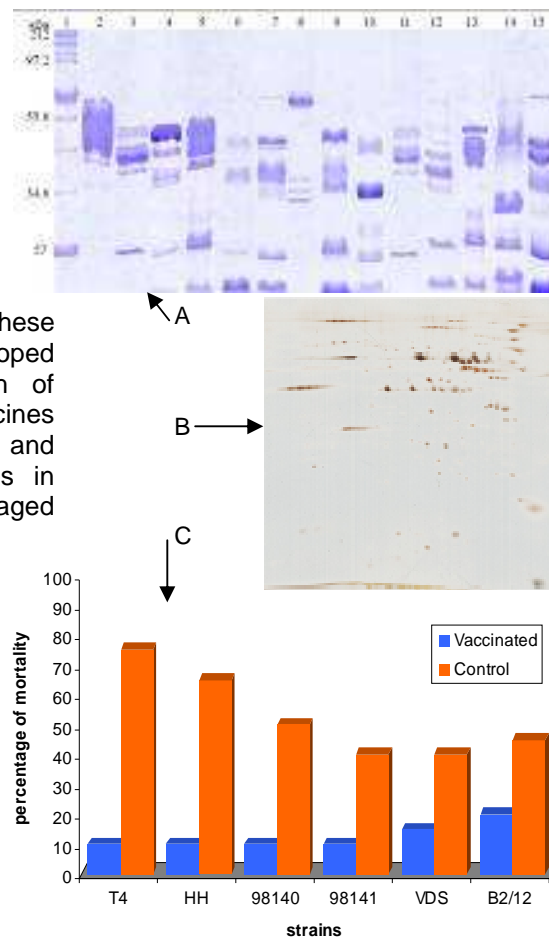 1 2 3 4 5 6 7 8 9 10 11 12 13 14 15
97.2
34.6
27
A
hese
oped
n of
cines
and
s in
aged
B
C
100
90
80
70
60
50
40
30
20
10
0
percentage of mortality
Vaccinated
Control
T4 HH 98140 98141 VDS B2/12
strains